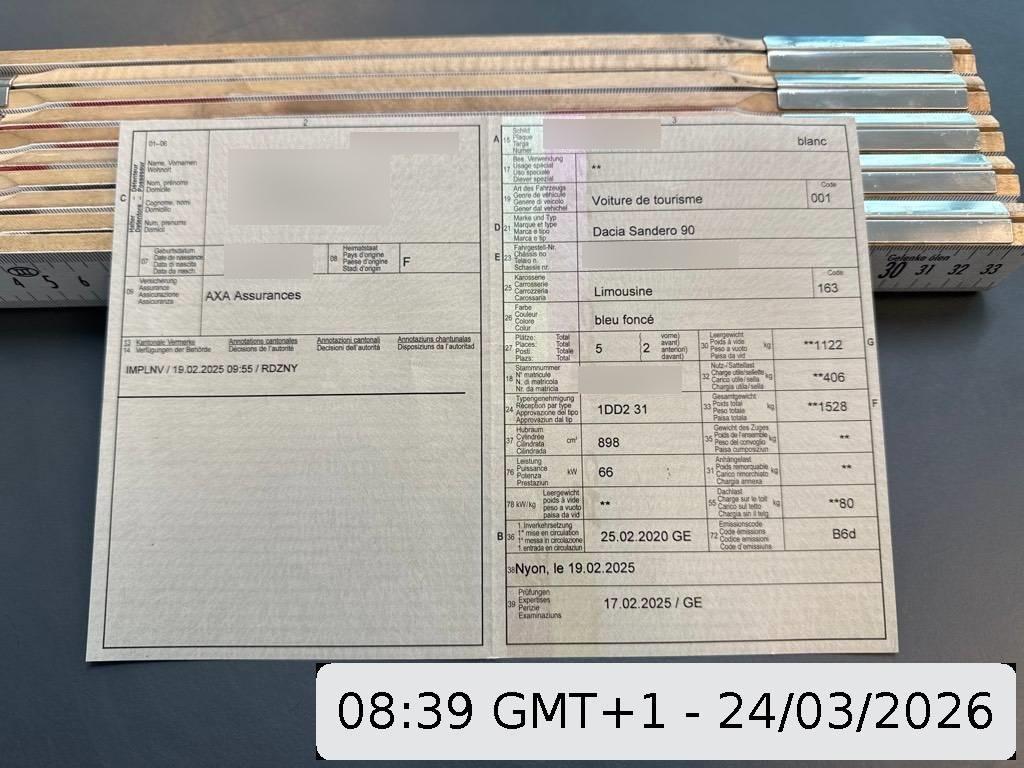 2
01–06
Halter Détenteur
Detentore Possessur
C
Name, Vornamen
Wohnort
Nom, prénoms
Domicile
Cognome, nomi
Domicilio
Num, prenums
Domicil
07
Geburtsdatum
Date de naissance
Data di nascita
Data da nasch.
08
Heimatstaat
Pays d'origine
Paese d'origine
Stadi d'origin
F
09
Versicherung
Assurance
Assicurazione
Assicuranza
AXA Assurances
13 Kantonale Vermerke Annotations cantonales Annotazioni cantonali Annotaziuns chantunalas
14 Verfügungen der Behörde Décisions de l'autorité Decisioni dell'autorità Disposiziuns da l'autoritad
IMPLNV / 19.02.2025 09:55 / RDZNY
3
A 15
Schild
Plaque
Targa
Numer
blanc
17
Bes. Verwendung
Usage spécial
Uso speciale
Diever spezial
**
19
Art des Fahrzeugs
Genre de véhicule
Genere di veicolo
Gener dal vehichel
Voiture de tourisme
Code
001
D 21
Marke und Typ
Marque et type
Marca e tipo
Marca e tip
Dacia Sandero 90
E 23
Fahrgestell-Nr.
Châssis no
Telaio n.
Schassis nr.
25
Karosserie
Carrosserie
Carrozzeria
Carossaria
Limousine
Code
163
26
Farbe
Couleur
Colore
Colur
bleu foncé
27
Plätze: Total
Places: Total
Posti: Totale
Plazs: Total
5
2
vorne)
avant)
anteriori)
davant)
30
Leergewicht
Poids à vide
Peso a vuoto
Paisa da vid
kg
**1122
G
18
Stammnummer
N° matricule
N. di matricola
Nr. da matricla
32
Nutz-/Sattellast
Charge utile/sellette
Carico utile/sella
Chargia utila/sella
kg
**406
24
Typengenehmigung
Réception par type
Approvazione del tipo
Approvaziun dal tip
1DD2 31
33
Gesamtgewicht
Poids total
Peso totale
Paisa totala
kg
**1528
F
37
Hubraum
Cylindrée
Cilindrata
Cilindrada
cm³
898
35
Gewicht des Zuges
Poids de l'ensemble
Peso del convoglio
Paisa cumposiziun
kg
**
76
Leistung
Puissance
Potenza
Prestaziun
kW
66
31
Anhängelast
Poids remorquable
Carico rimorchiato
Chargia annexa
kg
**
78 kW/kg
Leergewicht
poids à vide
peso a vuoto
paisa da vid
**
55
Dachlast
Charge sur le toit
Carico sul tetto
Chargia sin il tetg
kg
**80
B 36
1. Inverkehrsetzung
1re mise en circulation
1a messa in circolazione
1. entrada en circulaziun
25.02.2020 GE
72
Emissionscode
Code émissions
Codice emissioni
Code d'emissiuns
B6d
38 Nyon, le 19.02.2025
39
Prüfungen
Expertises
Perizie
Examinaziuns
17.02.2025 / GE
III
4 5 6
Gelenke ölen
30 31 32 33
08:39 GMT+1 - 24/03/2026